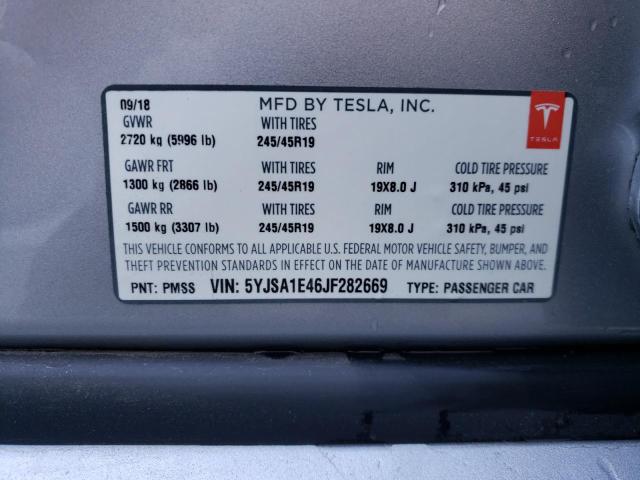 09/18 MFD BY TESLA, INC.
GVWR WITH TIRES
2720 kg (5996 lb) 245/45R19
TESLA
GAWR FRT WITH TIRES RIM COLD TIRE PRESSURE
1300 kg (2866 lb) 245/45R19 19X8.0 J 310 kPa, 45 psi
GAWR RR WITH TIRES RIM COLD TIRE PRESSURE
1500 kg (3307 lb) 245/45R19 19X8.0 J 310 kPa, 45 psi
THIS VEHICLE CONFORMS TO ALL APPLICABLE U.S. FEDERAL MOTOR VEHICLE SAFETY, BUMPER, AND
THEFT PREVENTION STANDARDS IN EFFECT ON THE DATE OF MANUFACTURE SHOWN ABOVE.
PNT: PMSS VIN: 5YJSA1E46JF282669 TYPE: PASSENGER CAR